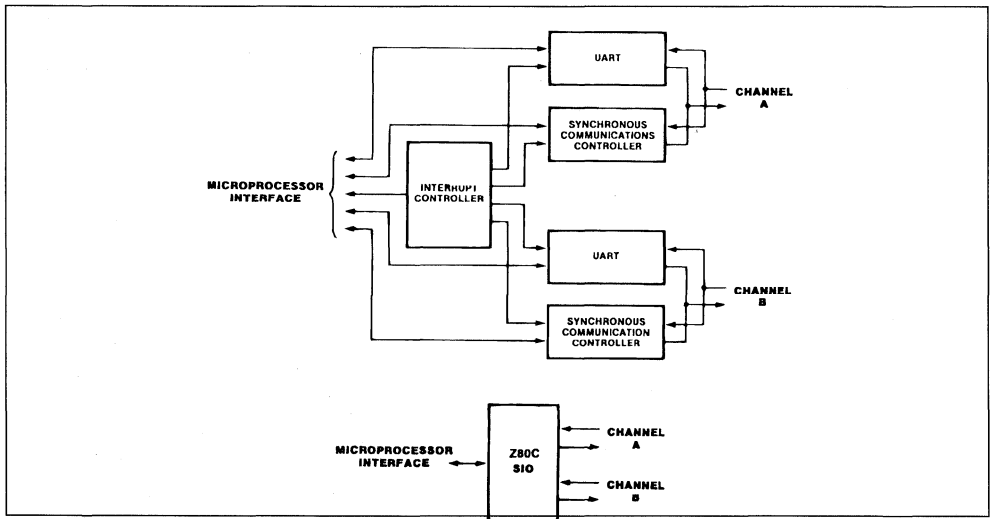 UART
CHANNEL
A
SYNCHRONOUS
COMMUNICATIONS
CONTROLLER
MICROPROCESSOR
INTERFACE
INTERRUPT
CONTROLLER
UART
CHANNEL
B
SYNCHRONOUS
COMMUNICATION
CONTROLLER
MICROPROCESSOR
INTERFACE
Z80C
SIO
CHANNEL
A
CHANNEL
B